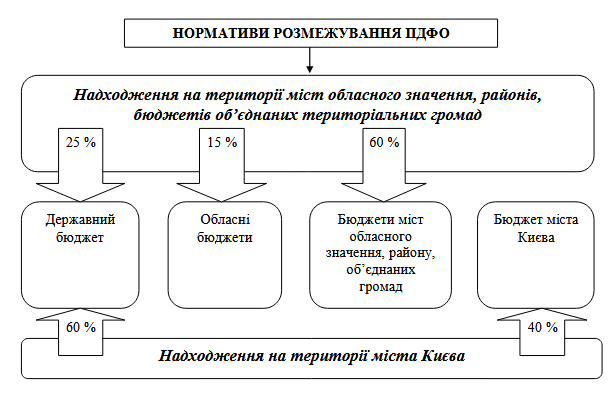 НОРМАТИВИ РОЗМЕЖУВАННЯ ПДФО
Надходження на території міст обласного значення, районів,
бюджетів об’єднаних територіальних громад
25 %
15 %
60 %
Державний
бюджет
Обласні
бюджети
Бюджети міст
обласного
значення, району,
об’єднаних
громад
Бюджет міста
Києва
60 %
40 %
Надходження на території міста Києва